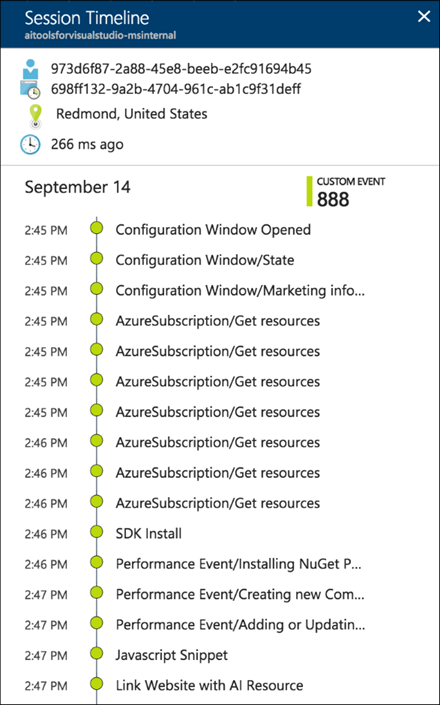 Session Timeline
aitoolsforvisualstudio-msinternal
973d6f87-2a88-45e8-beeb-e2fc91694b45
698ff132-9a2b-4704-961c-ab1c9f31deff
Redmond, United States
266 ms ago
September 14
CUSTOM EVENT
888
2:45 PM Configuration Window Opened
2:45 PM Configuration Window/State
2:45 PM Configuration Window/Marketing info...
2:45 PM AzureSubscription/Get resources
2:45 PM AzureSubscription/Get resources
2:45 PM AzureSubscription/Get resources
2:45 PM AzureSubscription/Get resources
2:46 PM AzureSubscription/Get resources
2:46 PM AzureSubscription/Get resources
2:46 PM AzureSubscription/Get resources
2:46 PM SDK Install
2:46 PM Performance Event/Installing NuGet P...
2:47 PM Performance Event/Creating new Com...
2:47 PM Performance Event/Adding or Updatin...
2:47 PM Javascript Snippet
2:47 PM Link Website with AI Resource